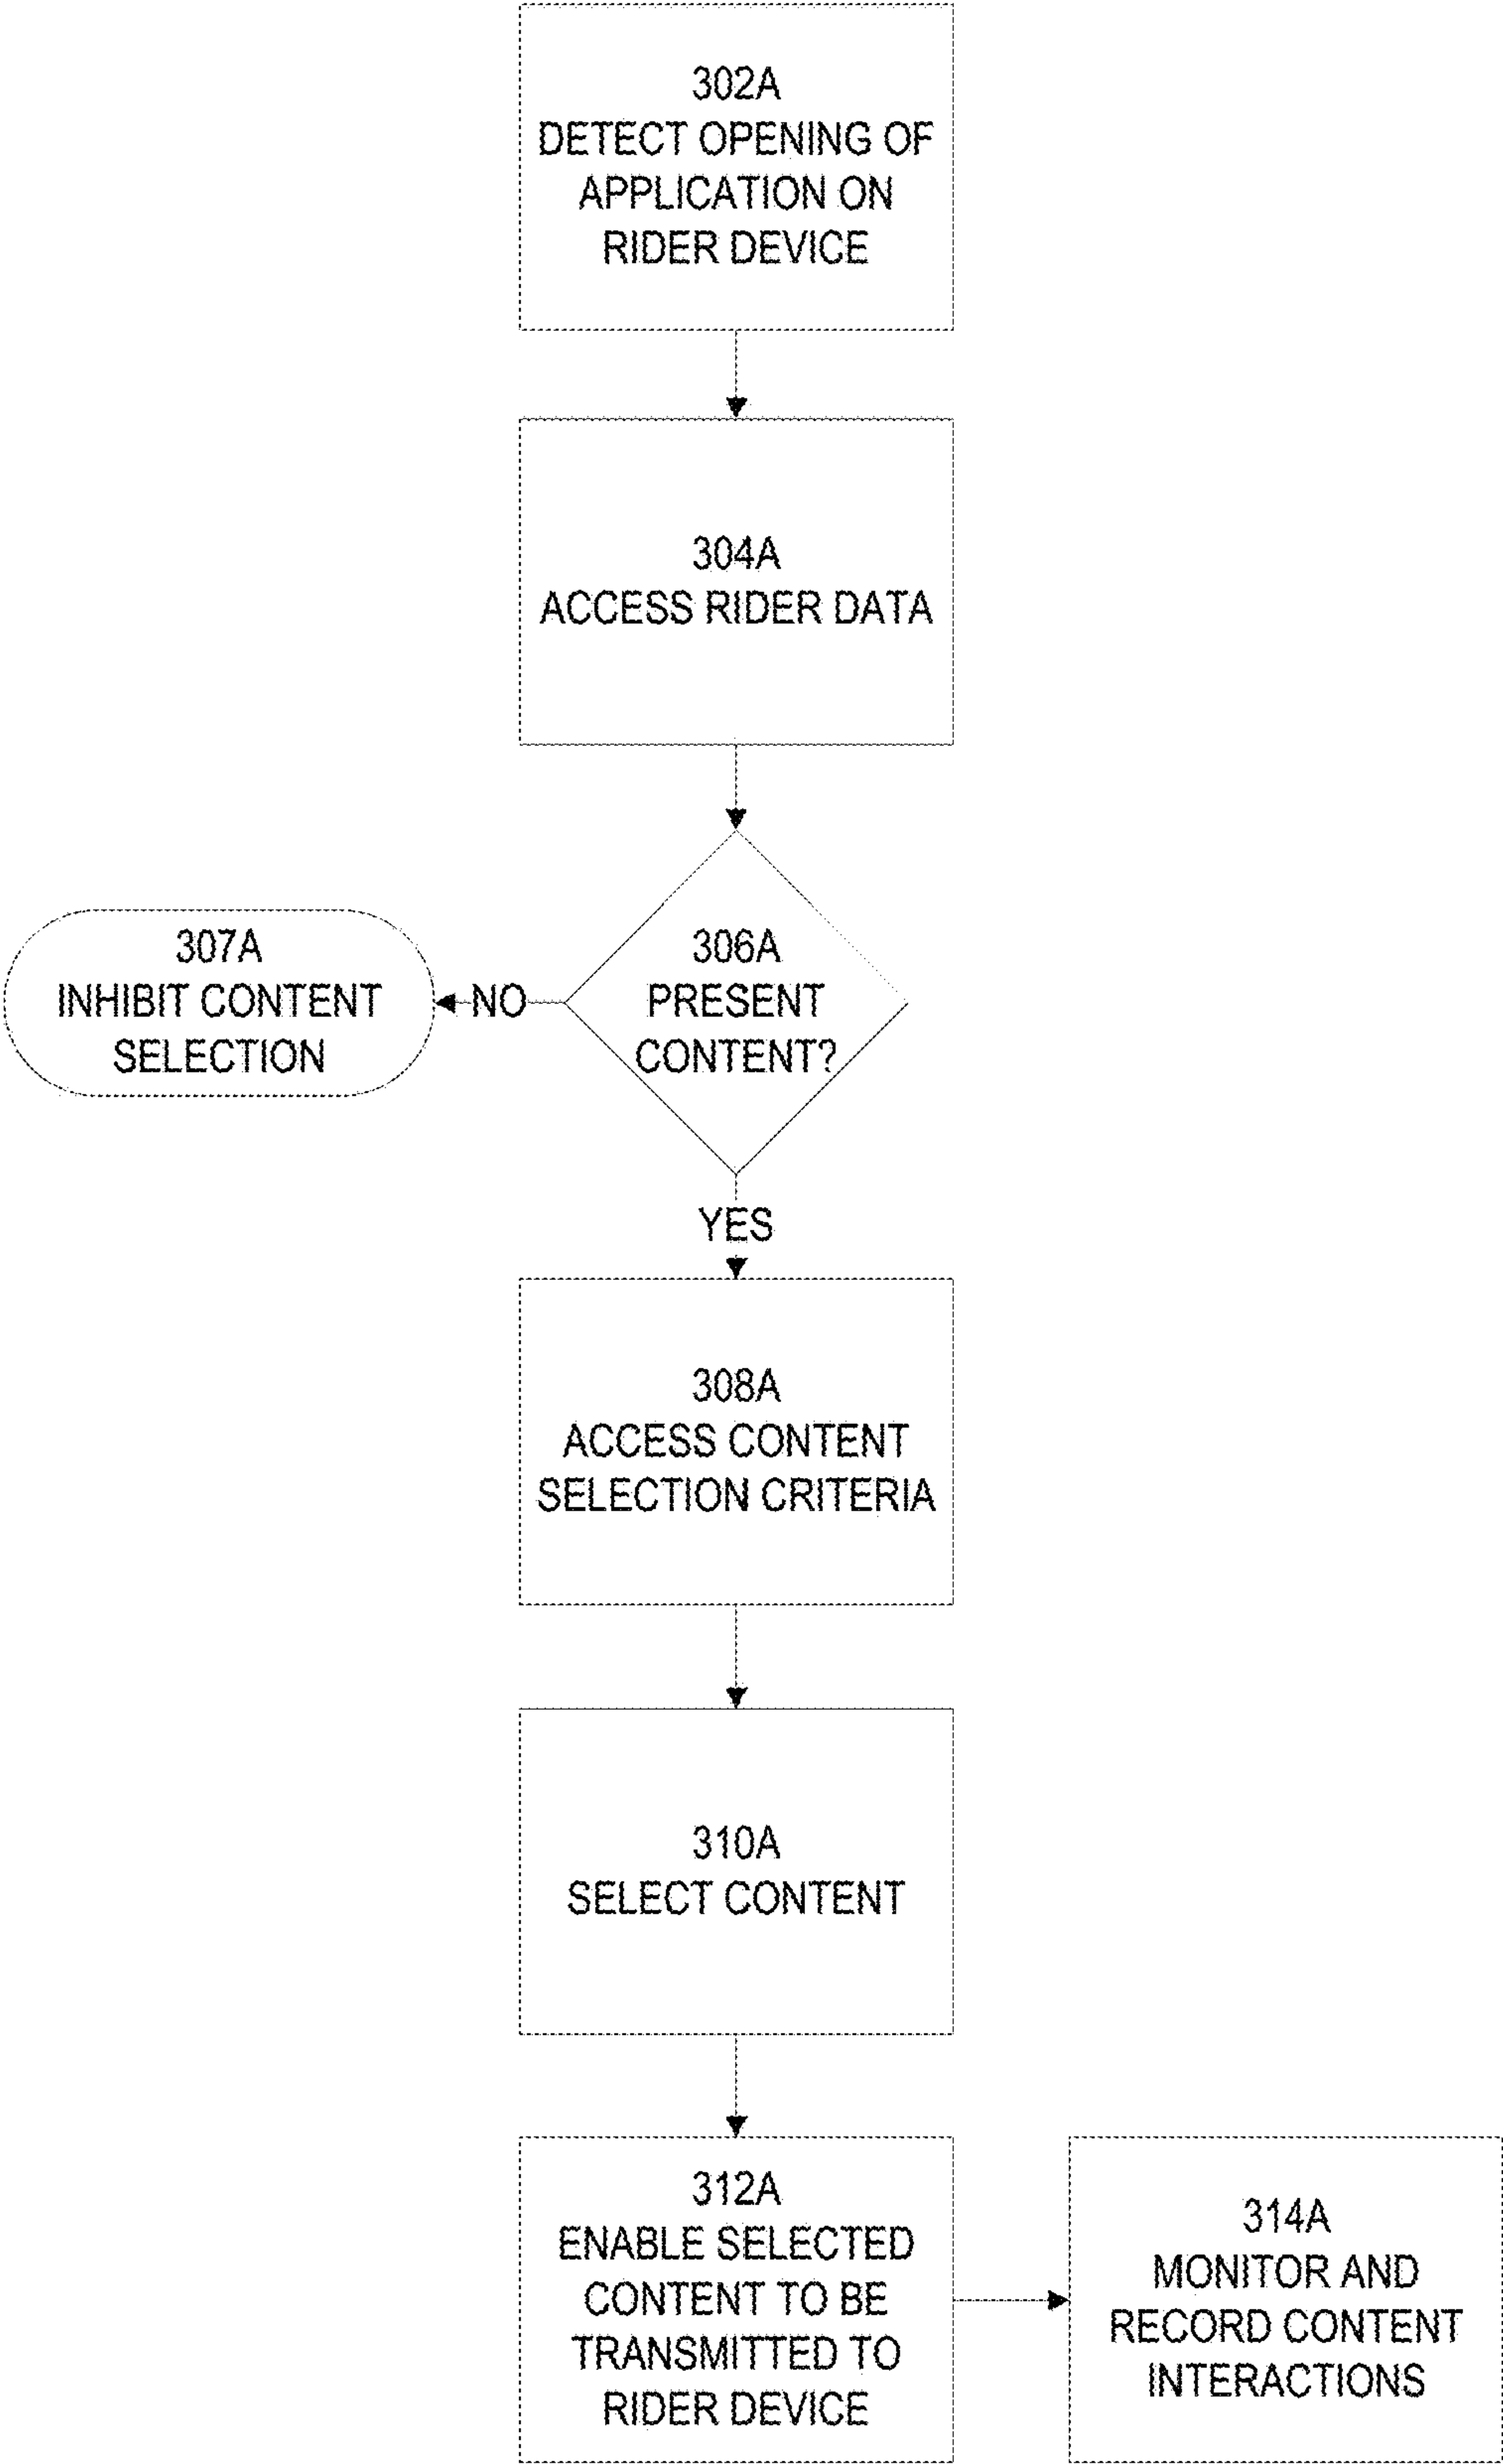 302A
DETECT OPENING OF
APPLICATION ON
RIDER DEVICE
304A
ACCESS RIDER DATA
306A
PRESENT
CONTENT?
NO
307A
INHIBIT CONTENT
SELECTION
YES
308A
ACCESS CONTENT
SELECTION CRITERIA
310A
SELECT CONTENT
312A
ENABLE SELECTED
CONTENT TO BE
TRANSMITTED TO
RIDER DEVICE
314A
MONITOR AND
RECORD CONTENT
INTERACTIONS